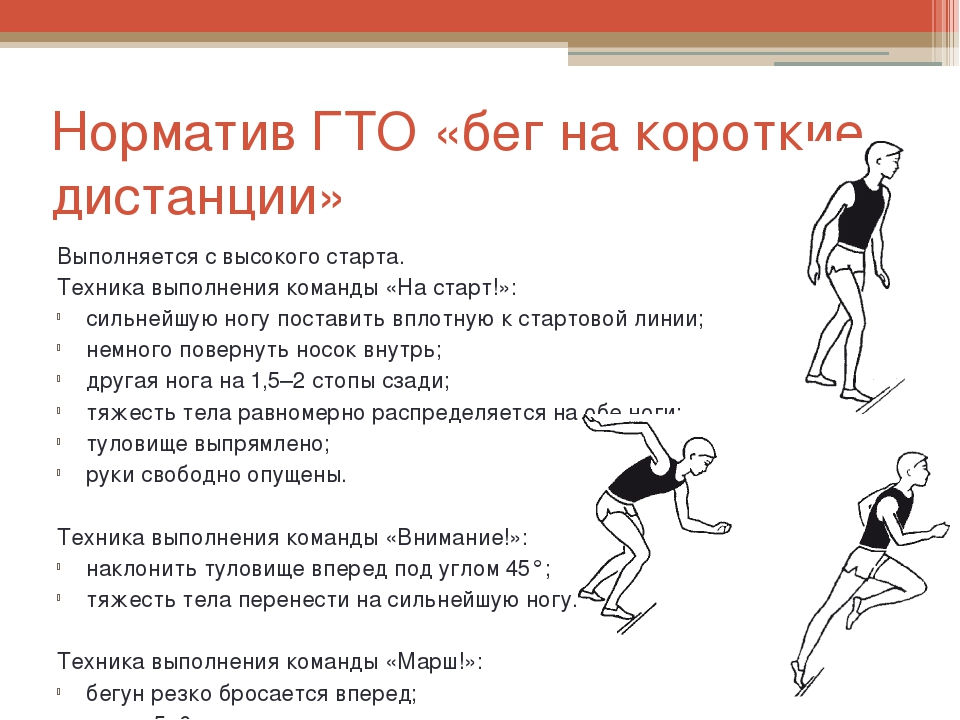 Норматив ГТО «бег на короткие
дистанции»
Выполняется с высокого старта.
Техника выполнения команды «На старт!»:
сильнейшую ногу поставить вплотную к стартовой линии;
немного повернуть носок внутрь;
другая нога на 1,5–2 стопы сзади;
тяжесть тела равномерно распределяется на обе ноги;
туловище выпрямлено;
руки свободно опущены.
Техника выполнения команды «Внимание!»:
наклонить туловище вперед под углом 45°;
тяжесть тела перенести на сильнейшую ногу.
Техника выполнения команды «Марш!»:
бегун резко бросается вперед;